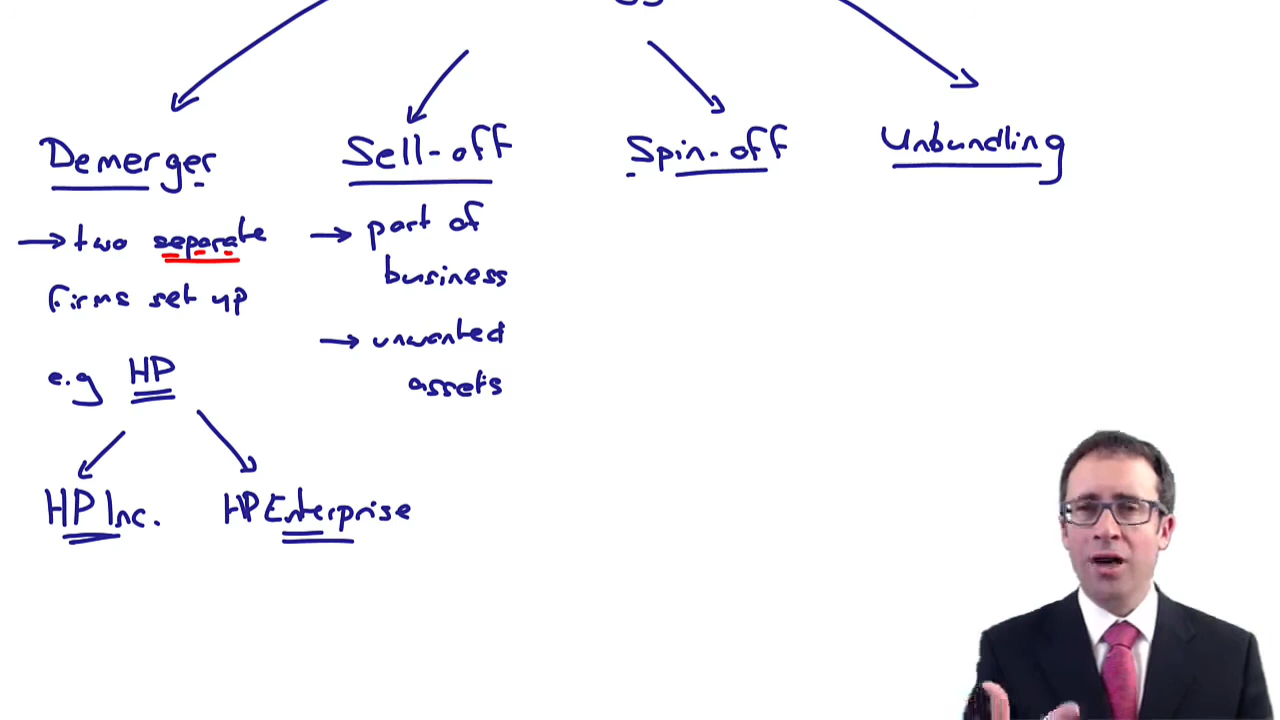 Demerger
→ two separate
firms set up
e.g HP
HP Inc.
HP Enterprise
Sell-off
→ part of
business
→ unwanted
assets
Spin-off
Unbundling